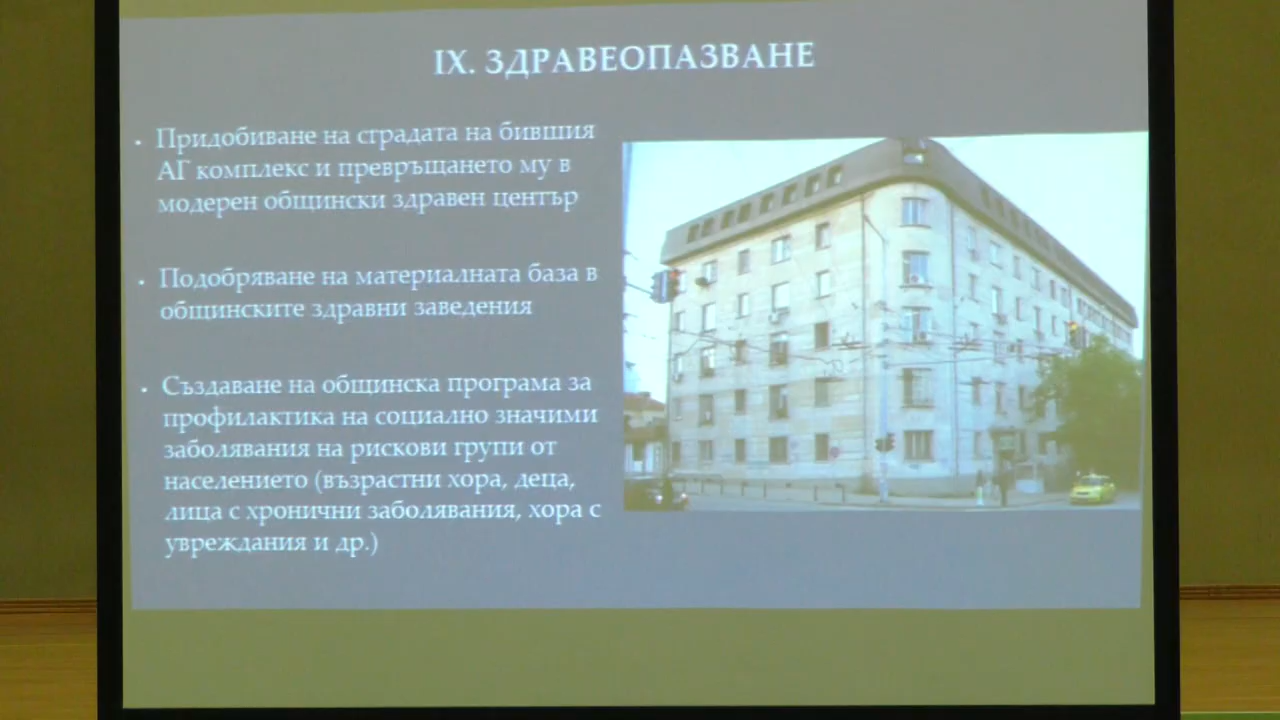 IX. ЗДРАВЕОПАЗВАНЕ
• Придобиване на сградата на бившия
АГ комплекс и превръщането му в
модерен общински здравен център
• Подобряване на материалната база в
общинските здравни заведения
• Създаване на общинска програма за
профилактика на социално значими
заболявания на рискови групи от
населението (възрастни хора, деца,
лица с хронични заболявания, хора с
увреждания и др.)